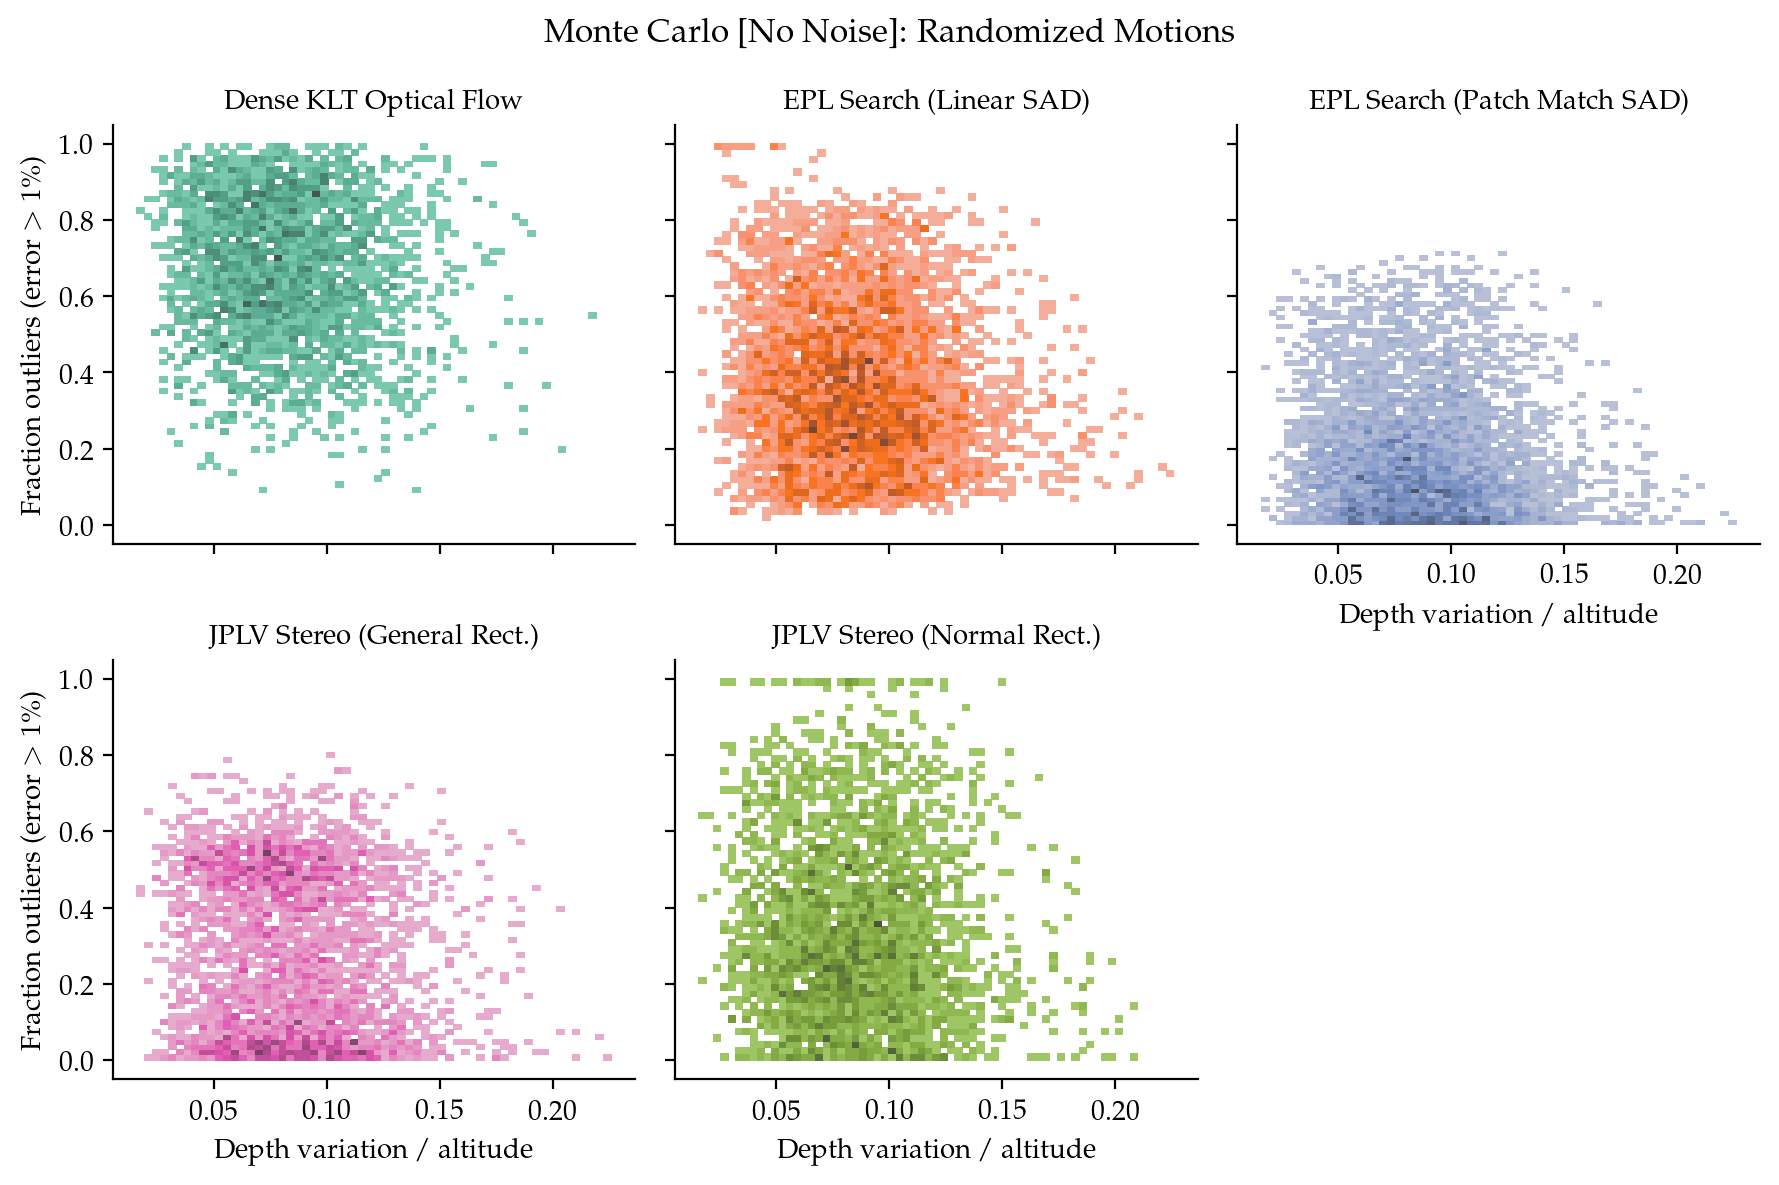 Monte Carlo [No Noise]: Randomized Motions
Dense KLT Optical Flow
EPL Search (Linear SAD)
EPL Search (Patch Match SAD)
Fraction outliers (error > 1%)
1.0
0.8
0.6
0.4
0.2
0.0
0.05 0.10 0.15 0.20
Depth variation / altitude
JPLV Stereo (General Rect.)
JPLV Stereo (Normal Rect.)
Fraction outliers (error > 1%)
1.0
0.8
0.6
0.4
0.2
0.0
0.05 0.10 0.15 0.20
Depth variation / altitude
0.05 0.10 0.15 0.20
Depth variation / altitude